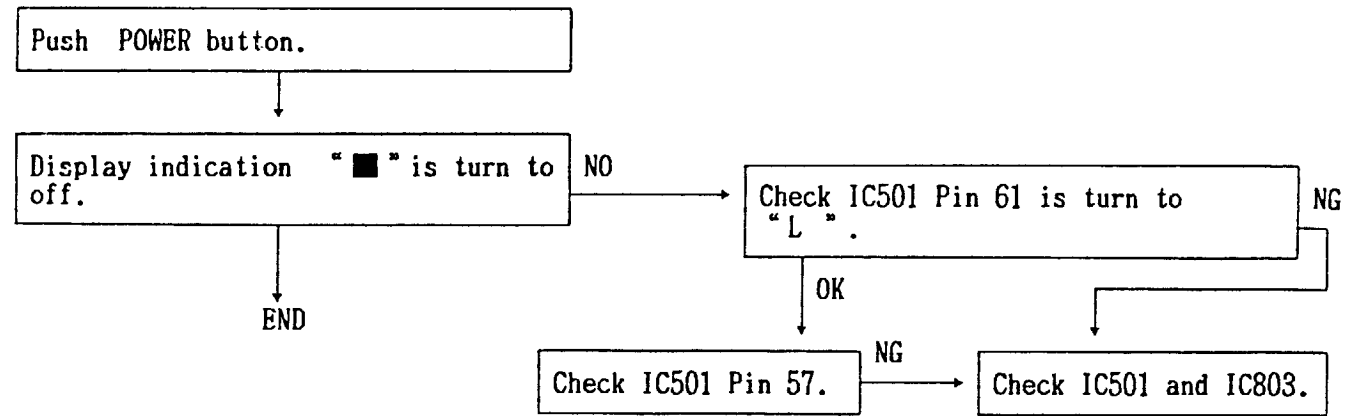 Push POWER button.
Display indication “ ■ ” is turn to
off.
NO
Check IC501 Pin 61 is turn to
“ L ” .
NG
OK
END
Check IC501 Pin 57.
NG
Check IC501 and IC803.